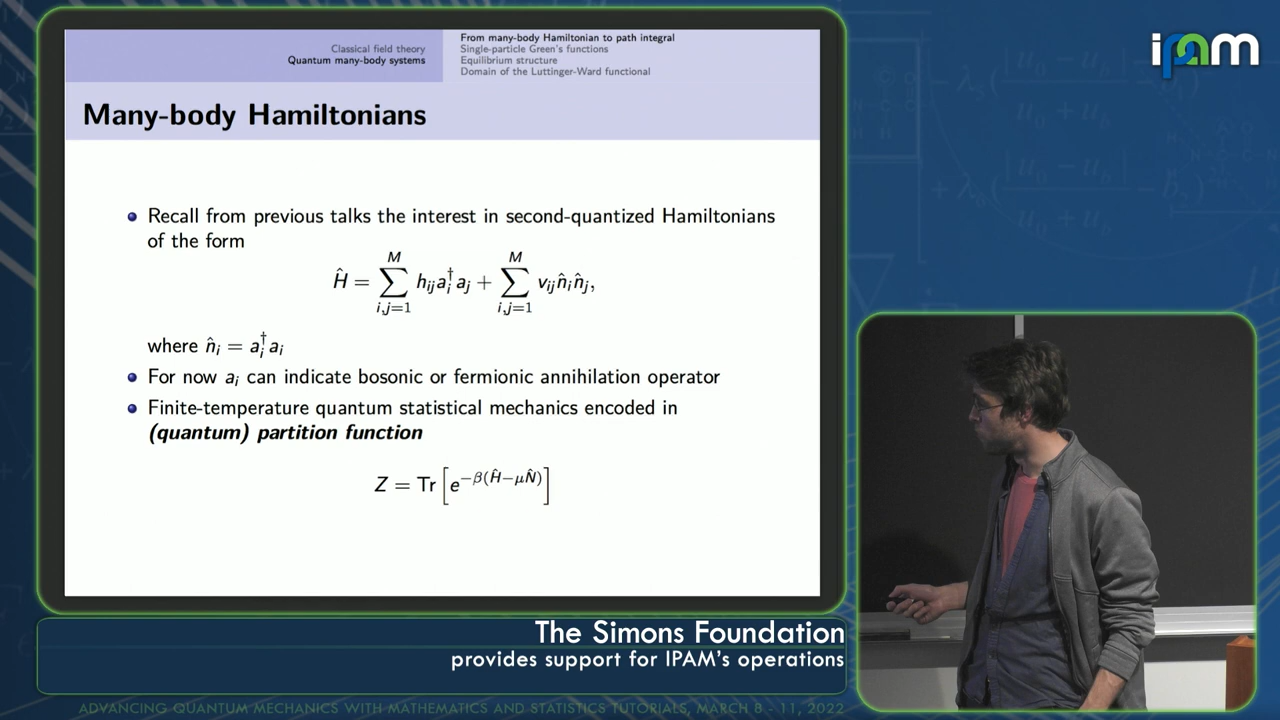 Classical field theory
Quantum many-body systems
From many-body Hamiltonian to path integral
Single-particle Green's functions
Equilibrium structure
Domain of the Luttinger-Ward functional
ipam
Many-body Hamiltonians
Recall from previous talks the interest in second-quantized Hamiltonians
of the form
Ĥ = ∑_{i,j=1}^{M} h_{ij} a_i^† a_j + ∑_{i,j=1}^{M} v_{ij} n̂_i n̂_j,
where n̂_i = a_i^† a_i
For now a_i can indicate bosonic or fermionic annihilation operator
Finite-temperature quantum statistical mechanics encoded in
(quantum) partition function
Z = Tr [e^{−β(Ĥ−μN̂)}]
The Simons Foundation
provides support for IPAM's operations
ADVANCING QUANTUM MECHANICS WITH MATHEMATICS AND STATISTICS TUTORIALS, MARCH 8 - 11, 2022